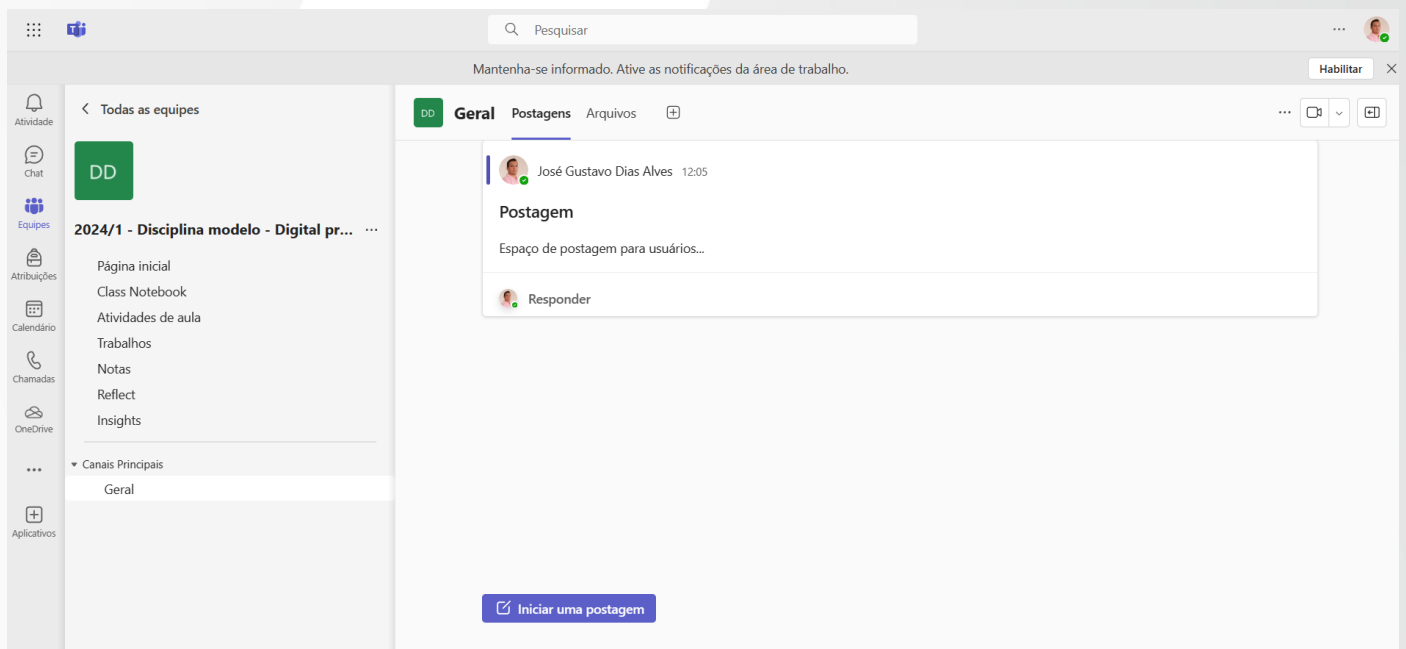 Pesquisar
Mantenha-se informado. Ative as notificações da área de trabalho.
Habilitar
Atividade
Chat
Equipes
Atribuições
Calendário
Chamadas
OneDrive
Aplicativos
Todas as equipes
DD
2024/1 - Disciplina modelo - Digital pr...
Página inicial
Class Notebook
Atividades de aula
Trabalhos
Notas
Reflect
Insights
Canais Principais
Geral
DD Geral Postagens Arquivos
José Gustavo Dias Alves 12:05
Postagem
Espaço de postagem para usuários...
Responder
Iniciar uma postagem